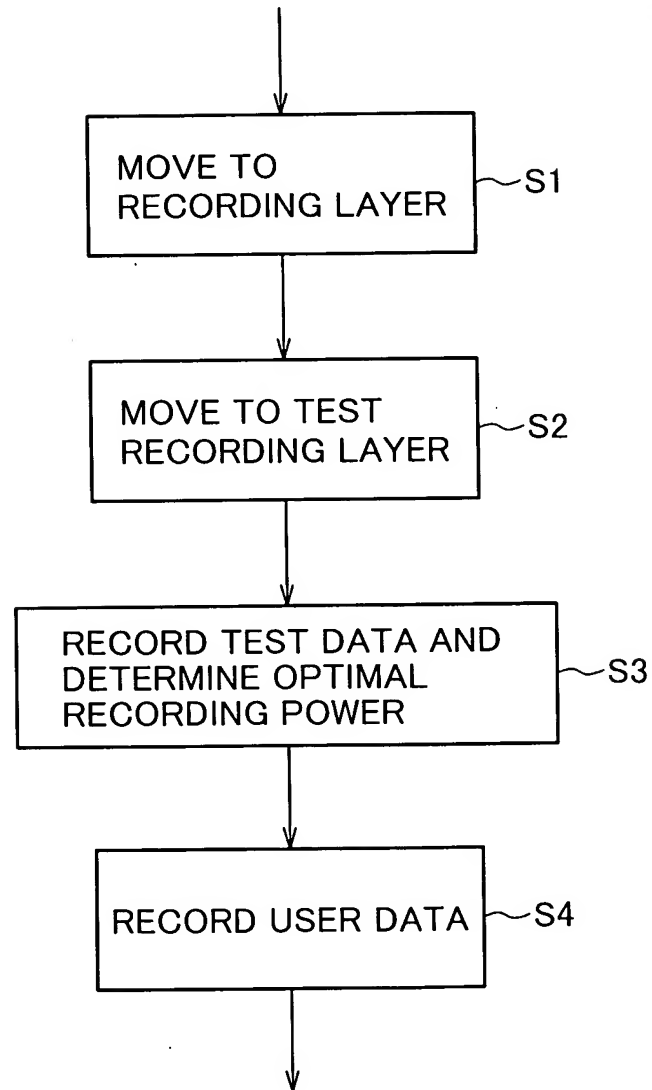 MOVE TO
RECORDING LAYER
S1
MOVE TO TEST
RECORDING LAYER
S2
RECORD TEST DATA AND
DETERMINE OPTIMAL
RECORDING POWER
S3
RECORD USER DATA
S4